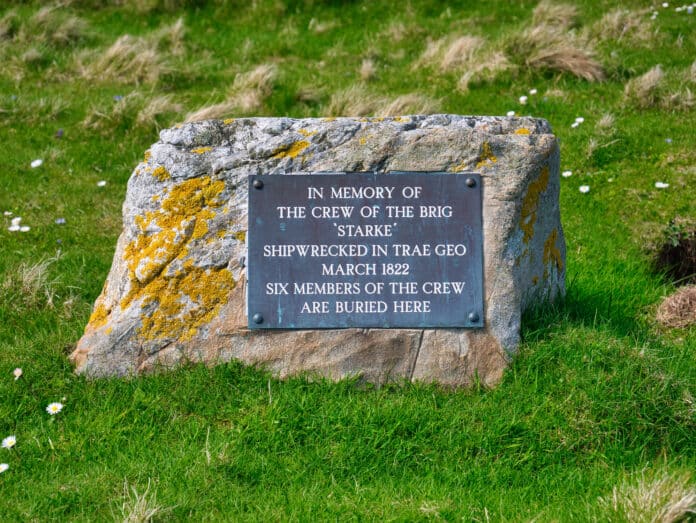 IN MEMORY OF
THE CREW OF THE BRIG
'STARKE'
SHIPWRECKED IN TRAE GEO
MARCH 1822
SIX MEMBERS OF THE CREW
ARE BURIED HERE